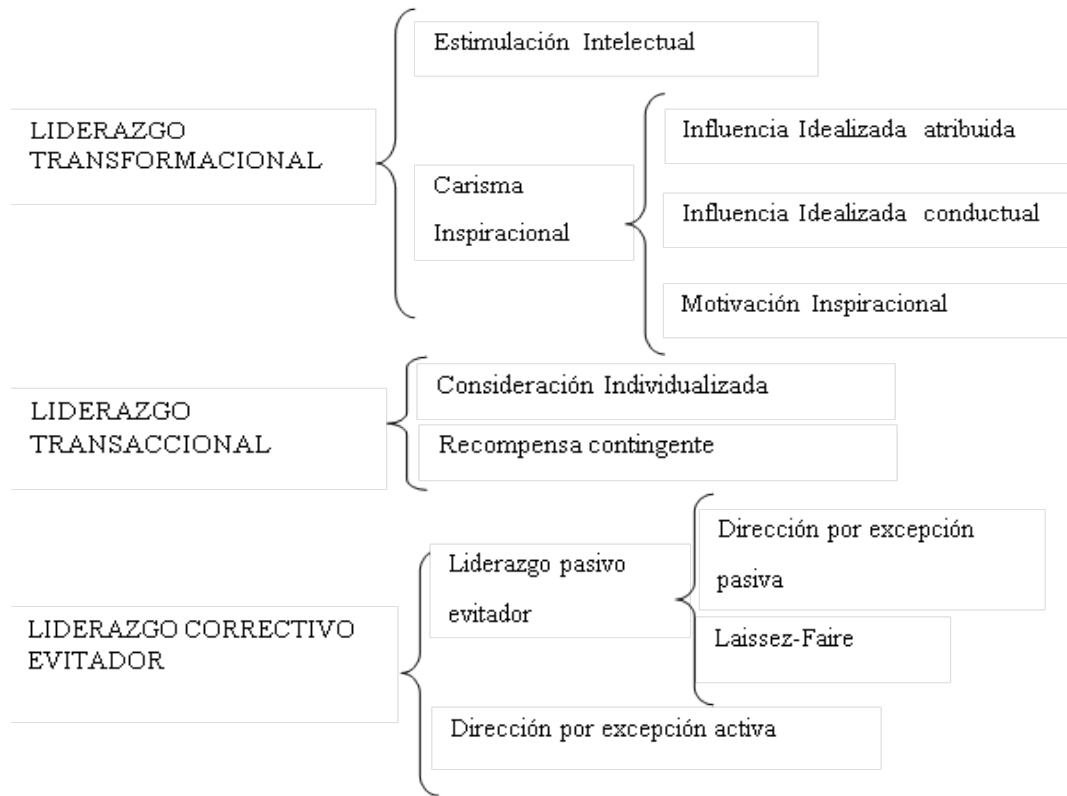 LIDERAZGO
TRANSFORMACIONAL
Estimulación Intelectual
Carisma
Inspiracional
Influencia Idealizada atribuida
Influencia Idealizada conductual
Motivación Inspiracional
LIDERAZGO
TRANSACCIONAL
Consideración Individualizada
Recompensa contingente
LIDERAZGO CORRECTIVO
EVITADOR
Liderazgo pasivo
evitador
Dirección por excepción
pasiva
Laissez-Faire
Dirección por excepción activa